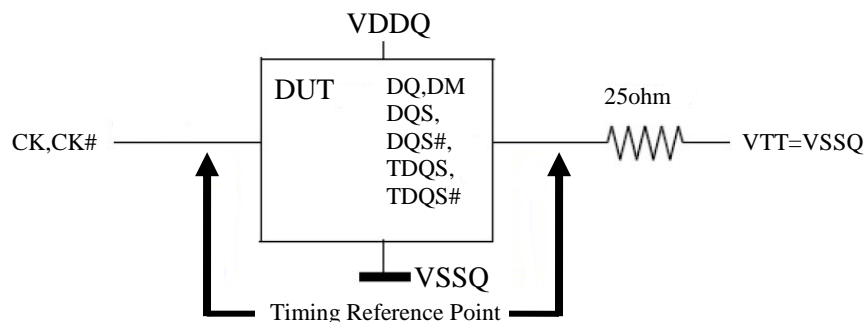 VDDQ
DUT
DQ,DM
DQS,
DQS#,
TDQS,
TDQS#
25ohm
CK,CK#
VTT=VSSQ
VSSQ
Timing Reference Point